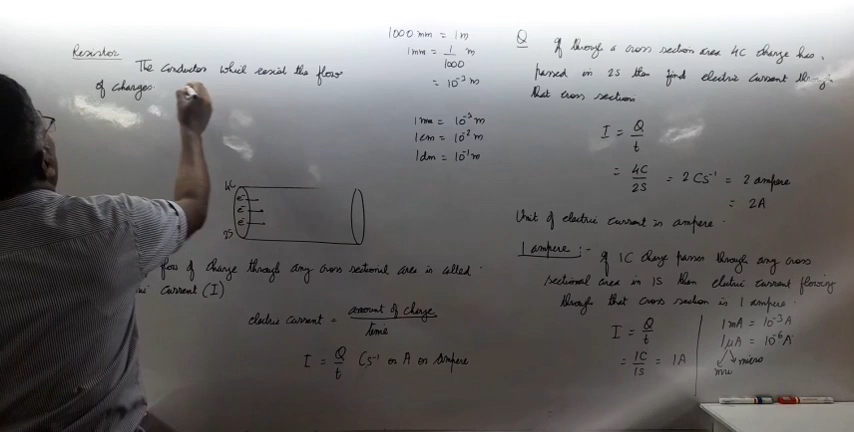 Resistor
The conductor which resist the flow
of charges.
4C
e-
e-
e-
2S
flow of charge through any cross sectional area is called
current (I)
electric current = amount of charge / time
I = Q/t CS⁻¹ or A or Ampere
1000 mm = 1m
1mm = 1/1000 m
= 10⁻³ m
1mm = 10⁻³ m
1cm = 10⁻² m
1dm = 10⁻¹ m
Q If through a cross section area 4C charge has
passed in 2S then find electric current through
that cross section
I = Q/t
= 4C/2S = 2 CS⁻¹ = 2 ampere
= 2A
Unit of electric current is ampere.
1 ampere :-
If 1C charge passes through any cross
sectional area in 1S then electric current flowing
through that cross section is 1 ampere.
I = Q/t
= 1C/1S = 1A
1mA = 10⁻³A
1μA = 10⁻⁶A
micro
mu